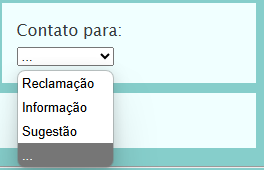 Contato para:
...
Reclamação
Informação
Sugestão
...